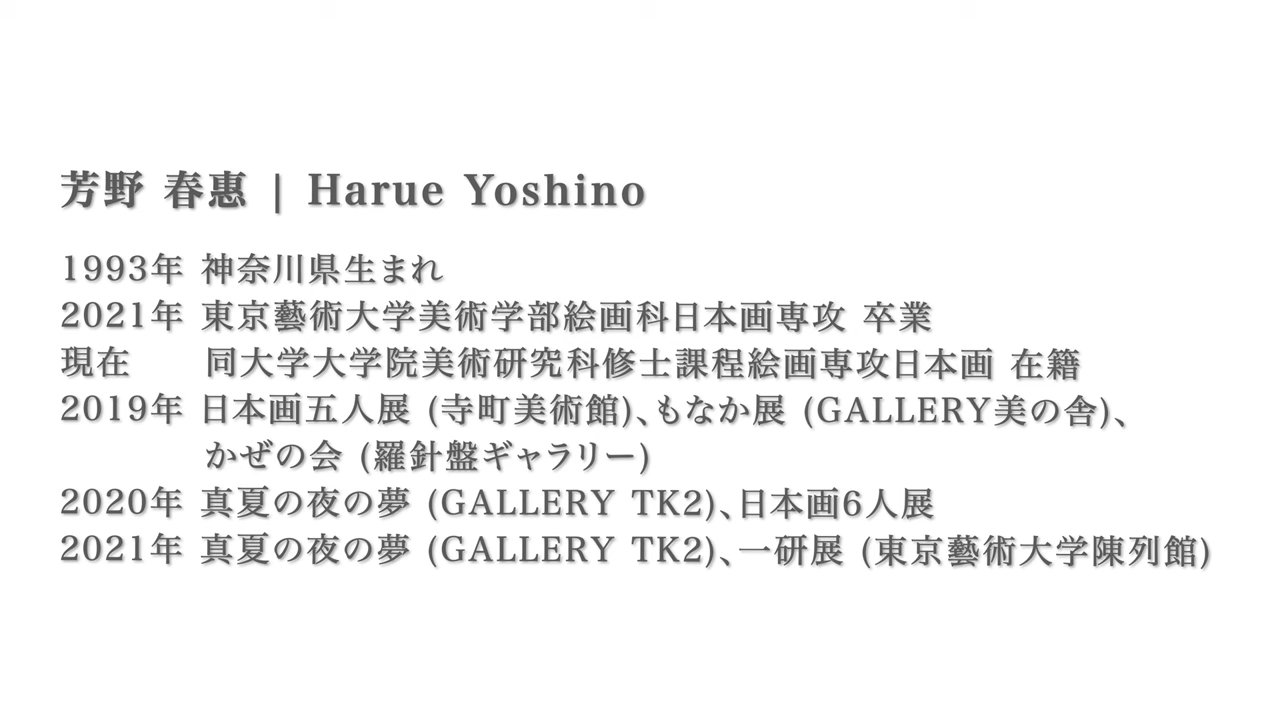 芳野 春惠 | Harue Yoshino
1993年 神奈川県生まれ
2021年 東京藝術大学美術学部絵画科日本画専攻 卒業
現在 同大学大学院美術研究科修士課程絵画専攻日本画 在籍
2019年 日本画五人展 (寺町美術館)、もなか展 (GALLERY美の舎)、
かぜの会 (羅針盤ギャラリー)
2020年 真夏の夜の夢 (GALLERY TK2)、日本画6人展
2021年 真夏の夜の夢 (GALLERY TK2)、一研展 (東京藝術大学陳列館)